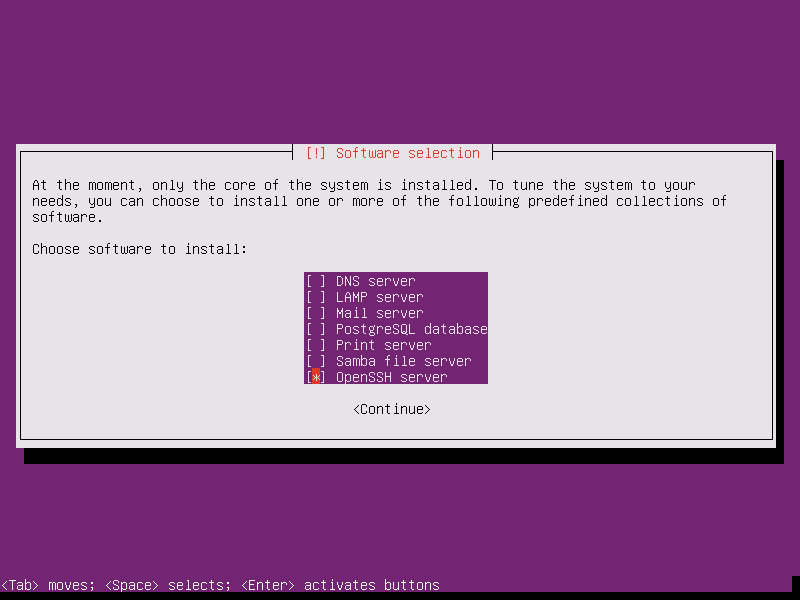 [!] Software selection
At the moment, only the core of the system is installed. To tune the system to your
needs, you can choose to install one or more of the following predefined collections of
software.
Choose software to install:
[ ] DNS server
[ ] LAMP server
[ ] Mail server
[ ] PostgreSQL database
[ ] Print server
[ ] Samba file server
[*] OpenSSH server
<Continue>
<Tab> moves; <Space> selects; <Enter> activates buttons